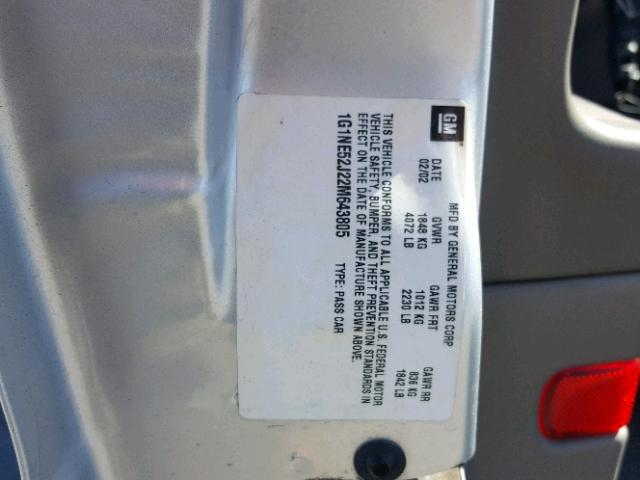 GM
MFD BY GENERAL MOTORS CORP
DATE GVWR GAWR FRT GAWR RR
02/02 1848 KG 1012 KG 836 KG
4072 LB 2230 LB 1842 LB
THIS VEHICLE CONFORMS TO ALL APPLICABLE U.S. FEDERAL MOTOR
VEHICLE SAFETY, BUMPER, AND THEFT PREVENTION STANDARDS IN
EFFECT ON THE DATE OF MANUFACTURE SHOWN ABOVE.
1G1NE52J22M643805 TYPE: PASS CAR